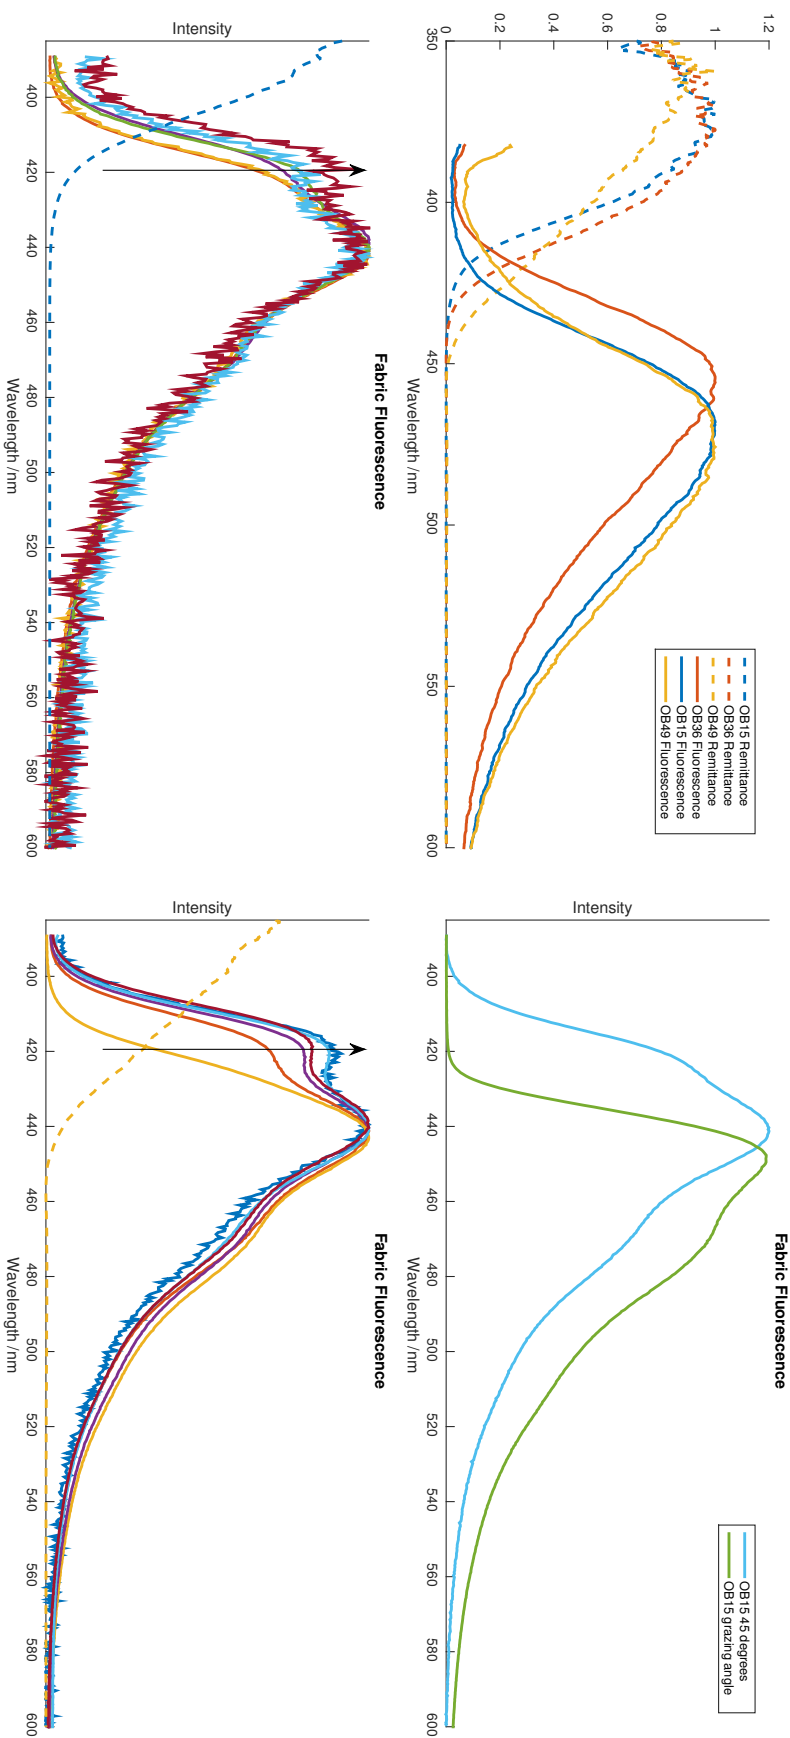 1.2
1
0.8
0.6
0.4
0.2
0
350
400
450
500
550
600
Wavelength /nm
OB15 Remittance
OB36 Remittance
OB49 Remittance
OB36 Fluorescence
OB15 Fluorescence
OB49 Fluorescence
Fabric Fluorescence
Intensity
400
420
440
460
480
500
520
540
560
580
600
Wavelength /nm
OB15 45 degrees
OB15 grazing angle
Fabric Fluorescence
Intensity
400
420
440
460
480
500
520
540
560
580
600
Wavelength /nm
Fabric Fluorescence
Intensity
400
420
440
460
480
500
520
540
560
580
600
Wavelength /nm